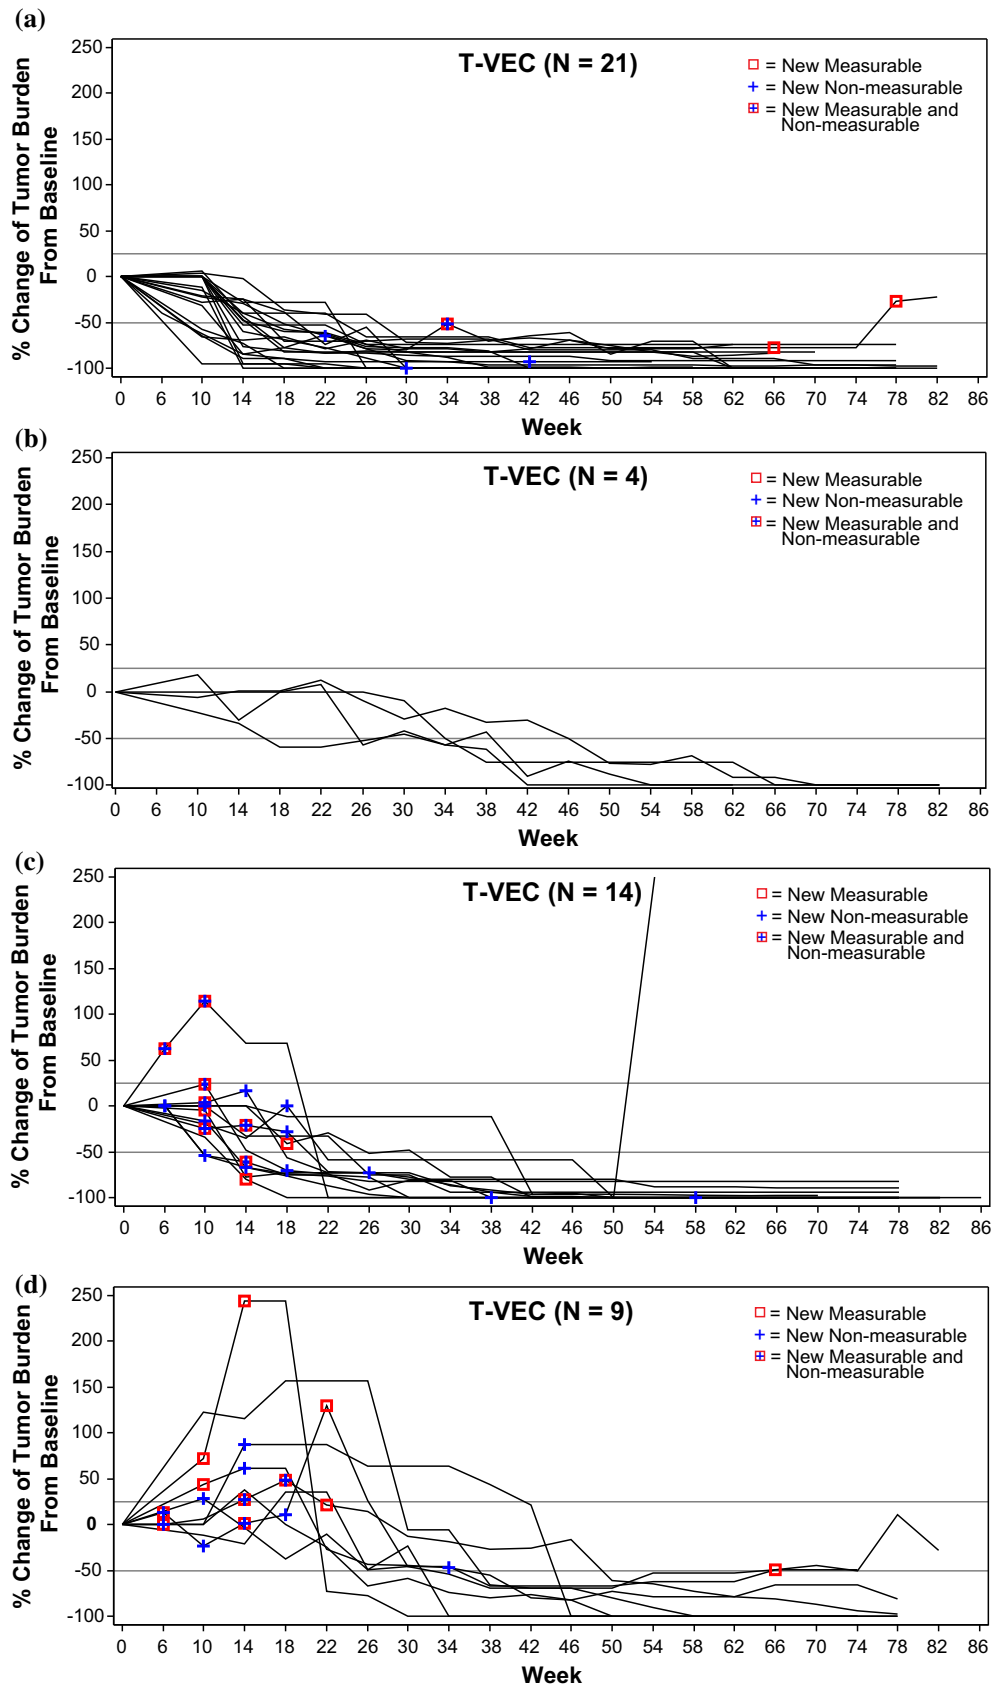 (a)
T-VEC (N = 21)
= New Measurable
= New Non-measurable
= New Measurable and
Non-measurable
% Change of Tumor Burden
From Baseline
250
200
150
100
50
0
-50
-100
0 6 10 14 18 22 26 30 34 38 42 46 50 54 58 62 66 70 74 78 82 86
Week
(b)
T-VEC (N = 4)
= New Measurable
= New Non-measurable
= New Measurable and
Non-measurable
% Change of Tumor Burden
From Baseline
250
200
150
100
50
0
-50
-100
0 6 10 14 18 22 26 30 34 38 42 46 50 54 58 62 66 70 74 78 82 86
Week
(c)
T-VEC (N = 14)
= New Measurable
= New Non-measurable
= New Measurable and
Non-measurable
% Change of Tumor Burden
From Baseline
250
200
150
100
50
0
-50
-100
0 6 10 14 18 22 26 30 34 38 42 46 50 54 58 62 66 70 74 78 82 86
Week
(d)
T-VEC (N = 9)
= New Measurable
= New Non-measurable
= New Measurable and
Non-measurable
% Change of Tumor Burden
From Baseline
250
200
150
100
50
0
-50
-100
0 6 10 14 18 22 26 30 34 38 42 46 50 54 58 62 66 70 74 78 82 86
Week